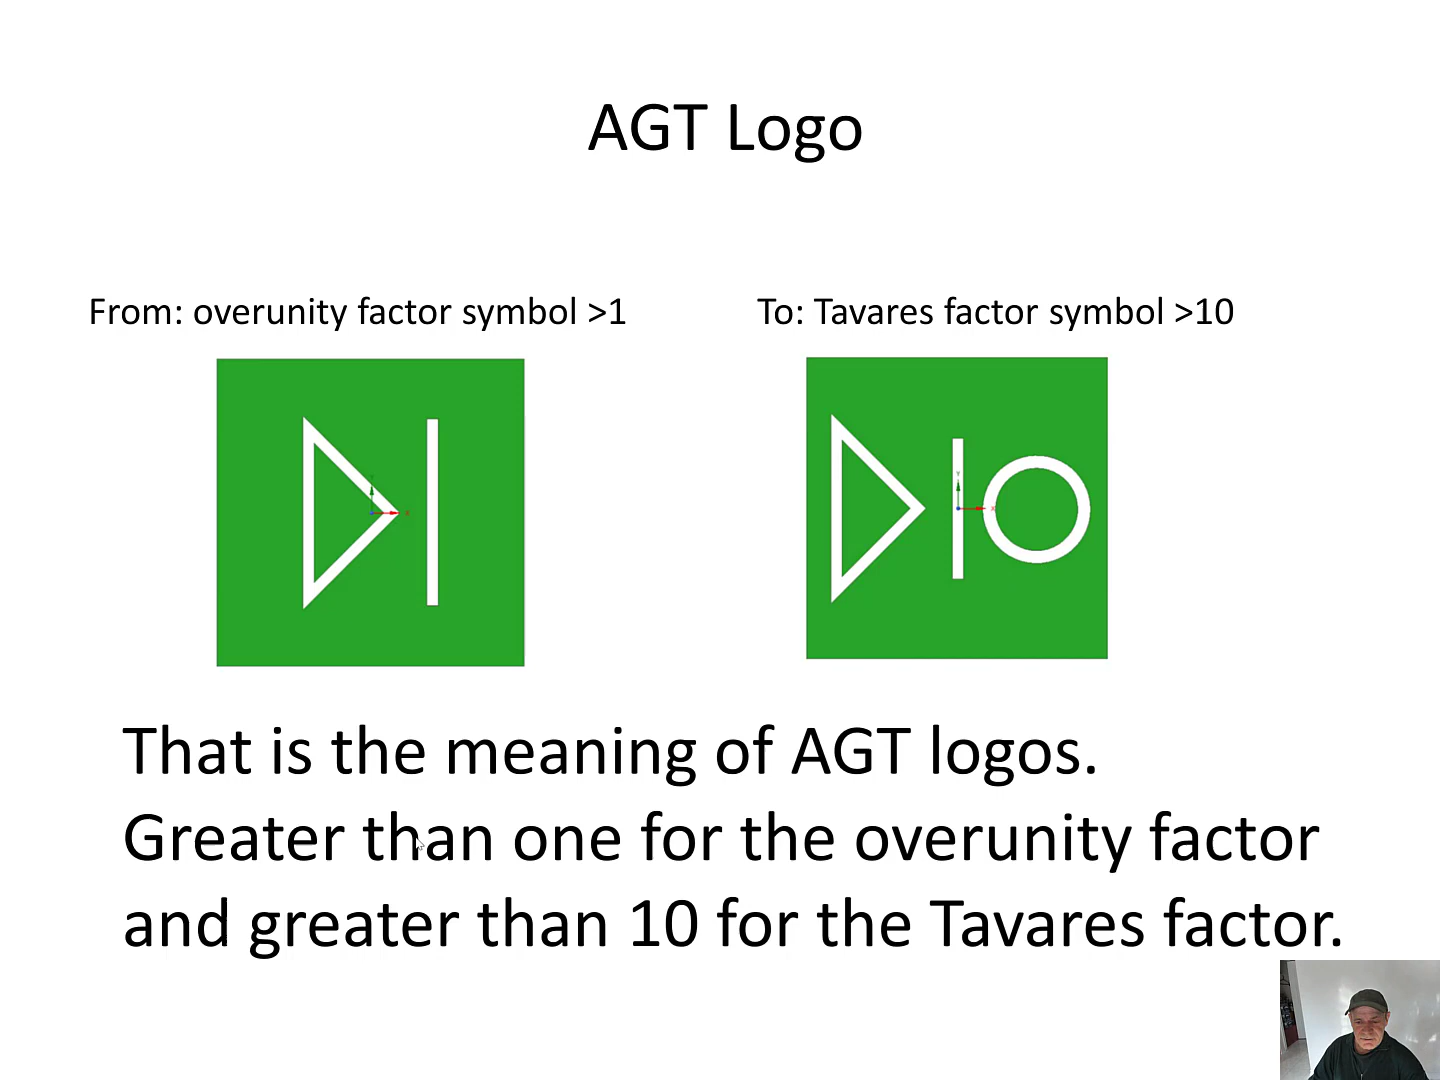 AGT Logo
From: overunity factor symbol >1
To: Tavares factor symbol >10
That is the meaning of AGT logos.
Greater than one for the overunity factor
and greater than 10 for the Tavares factor.